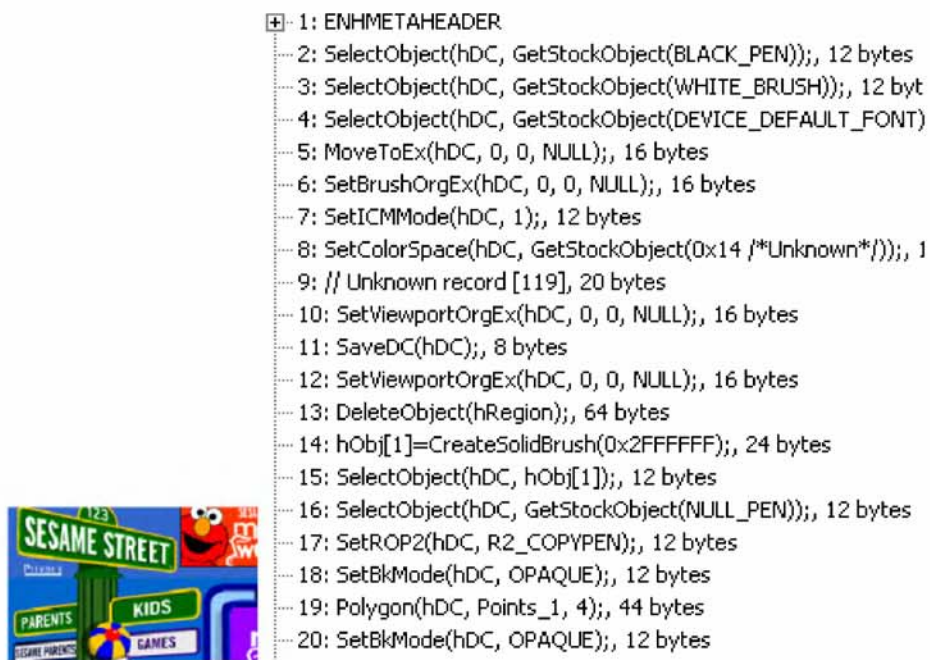 1: ENHMETAHEADER
2: SelectObject(hDC, GetStockObject(BLACK_PEN));, 12 bytes
3: SelectObject(hDC, GetStockObject(WHITE_BRUSH));, 12 byt
4: SelectObject(hDC, GetStockObject(DEVICE_DEFAULT_FONT)
5: MoveToEx(hDC, 0, 0, NULL);, 16 bytes
6: SetBrushOrgEx(hDC, 0, 0, NULL);, 16 bytes
7: SetICMMode(hDC, 1);, 12 bytes
8: SetColorSpace(hDC, GetStockObject(0x14 /*Unknown*/));, 1
9: // Unknown record [119], 20 bytes
10: SetViewportOrgEx(hDC, 0, 0, NULL);, 16 bytes
11: SaveDC(hDC);, 8 bytes
12: SetViewportOrgEx(hDC, 0, 0, NULL);, 16 bytes
13: DeleteObject(hRegion);, 64 bytes
14: hObj[1]=CreateSolidBrush(0x2FFFFFF);, 24 bytes
15: SelectObject(hDC, hObj[1]);, 12 bytes
16: SelectObject(hDC, GetStockObject(NULL_PEN));, 12 bytes
17: SetROP2(hDC, R2_COPYPEN);, 12 bytes
18: SetBkMode(hDC, OPAQUE);, 12 bytes
19: Polygon(hDC, Points_1, 4);, 44 bytes
20: SetBkMode(hDC, OPAQUE);, 12 bytes
123
SESAME STREET
Privacy
PARENTS
KIDS
SESAME PARENTS
GAMES